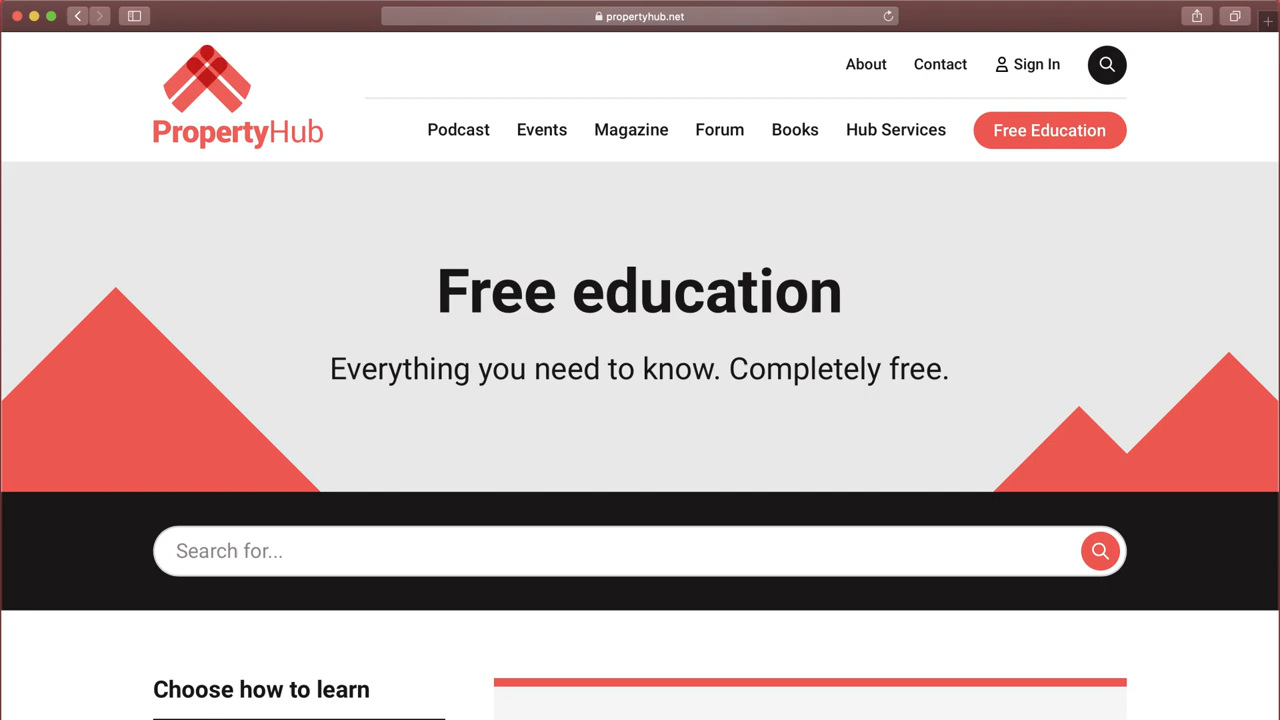 propertyhub.net
About Contact Sign In
PropertyHub
Podcast Events Magazine Forum Books Hub Services Free Education
Free education
Everything you need to know. Completely free.
Search for...
Choose how to learn